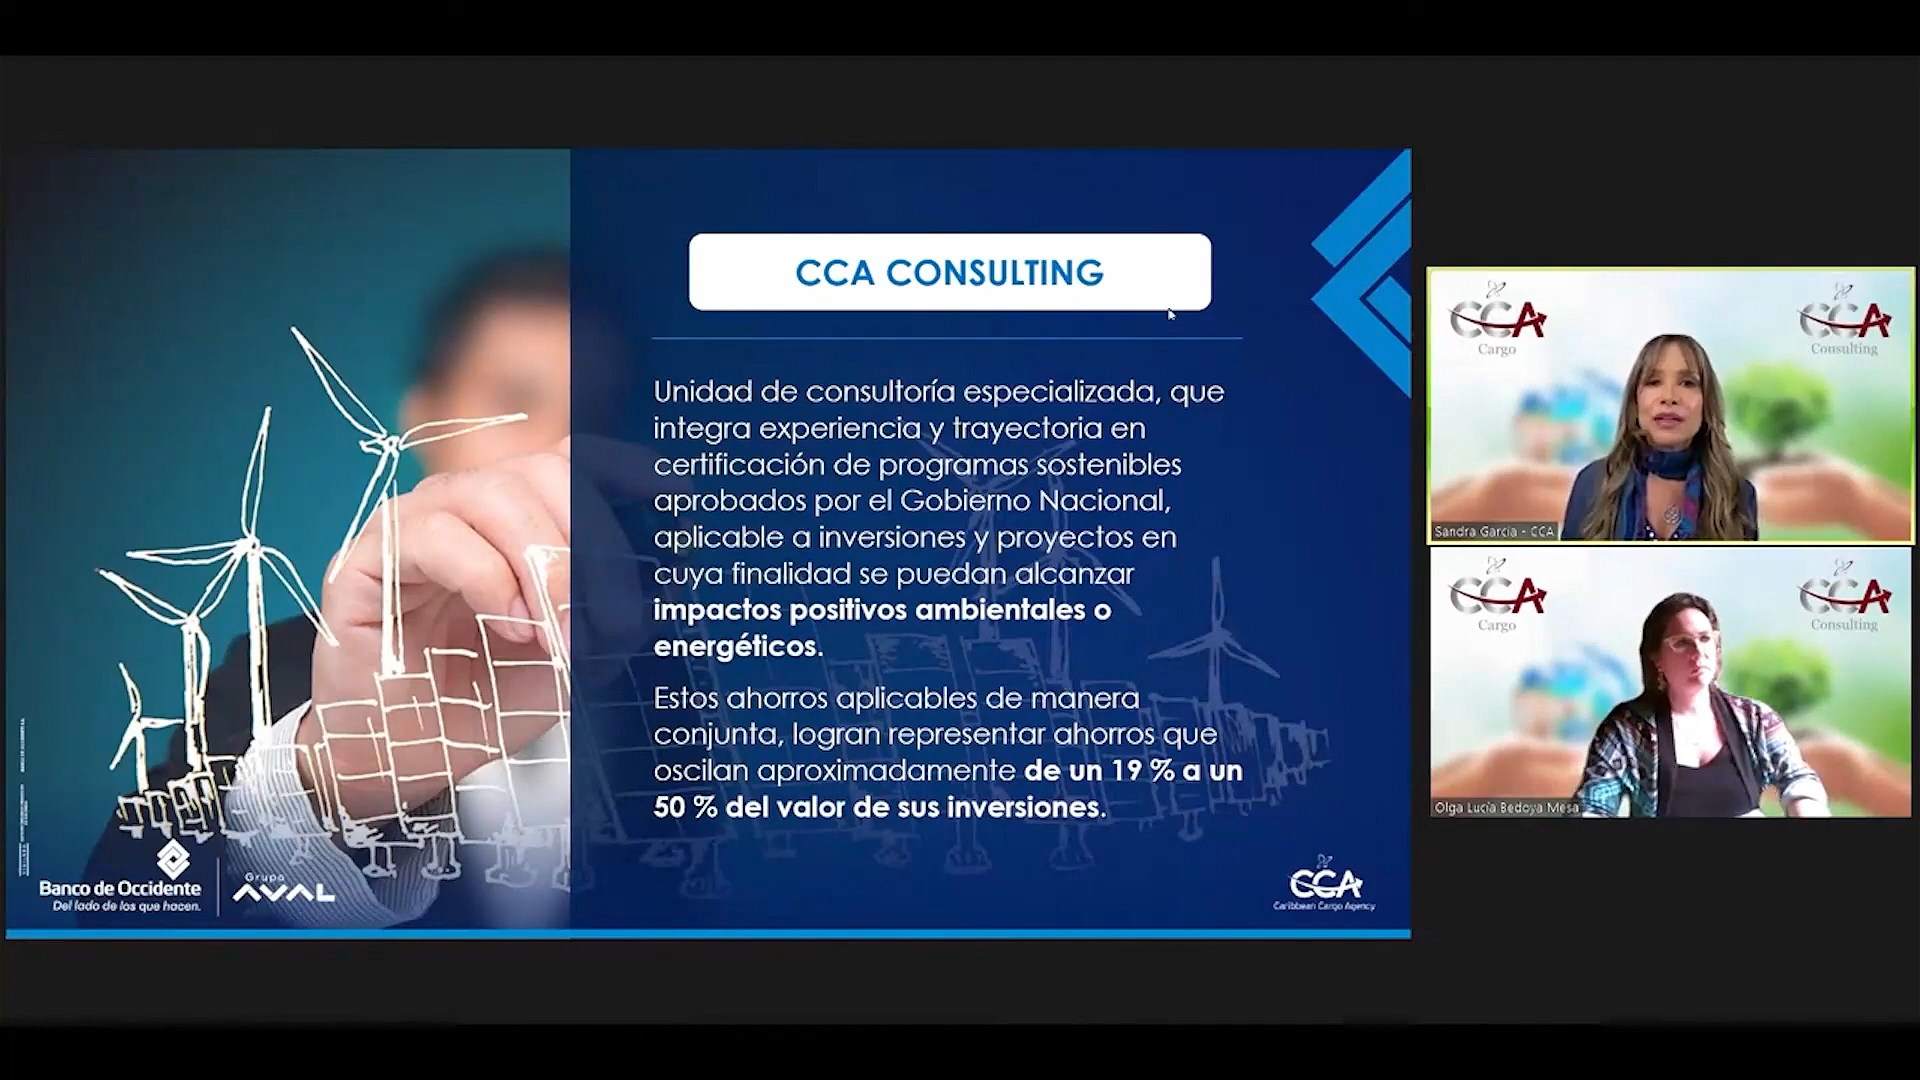 CCA CONSULTING
Unidad de consultoría especializada, que
integra experiencia y trayectoria en
certificación de programas sostenibles
aprobados por el Gobierno Nacional,
aplicable a inversiones y proyectos en
cuya finalidad se puedan alcanzar
impactos positivos ambientales o
energéticos.
Estos ahorros aplicables de manera
conjunta, logran representar ahorros que
oscilan aproximadamente de un 19 % a un
50 % del valor de sus inversiones.
Banco de Occidente
Del lado de los que hacen.
Grupo
AVAL
CCA
Caribbean Cargo Agency
CCA
Cargo
CCA
Consulting
Sandra Garcia - CCA
CCA
Cargo
CCA
Consulting
Olga Lucía Bedoya Mesa